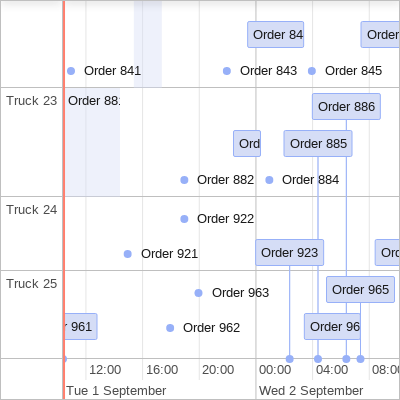 Order 84
Order
Order 841
Order 843
Order 845
Truck 23
Order 881
Order 886
Ord
Order 885
Order 882
Order 884
Truck 24
Order 922
Order 921
Order 923
Ord
Truck 25
Order 965
Order 963
r 961
Order 962
Order 96
12:00
16:00
20:00
00:00
04:00
08:00
Tue 1 September
Wed 2 September